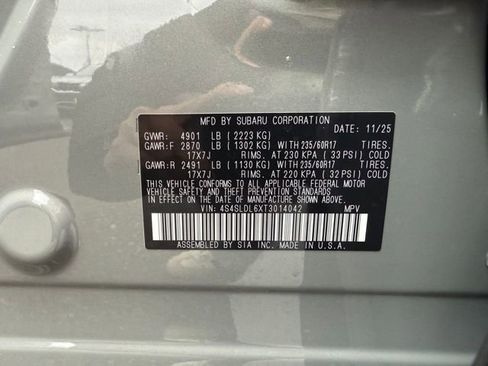 MFD BY SUBARU CORPORATION
DATE: 11/25
GVWR: 4901 LB ( 2223 KG)
GAWR:F 2870 LB ( 1302 KG) WITH 235/60R17 TIRES.
17X7J RIMS. AT 230 KPA ( 33 PSI) COLD
GAWR:R 2491 LB ( 1130 KG) WITH 235/60R17 TIRES.
17X7J RIMS. AT 220 KPA ( 32 PSI) COLD
THIS VEHICLE CONFORMS TO ALL APPLICABLE FEDERAL MOTOR
VEHICLE SAFETY AND THEFT PREVENTION STANDARDS
IN EFFECT ON THE DATE OF MANUFACTURE SHOWN ABOVE.
VIN: 4S4SLDL6XT3014042 MPV
ASSEMBLED BY SIA INC. MADE IN U.S.A.